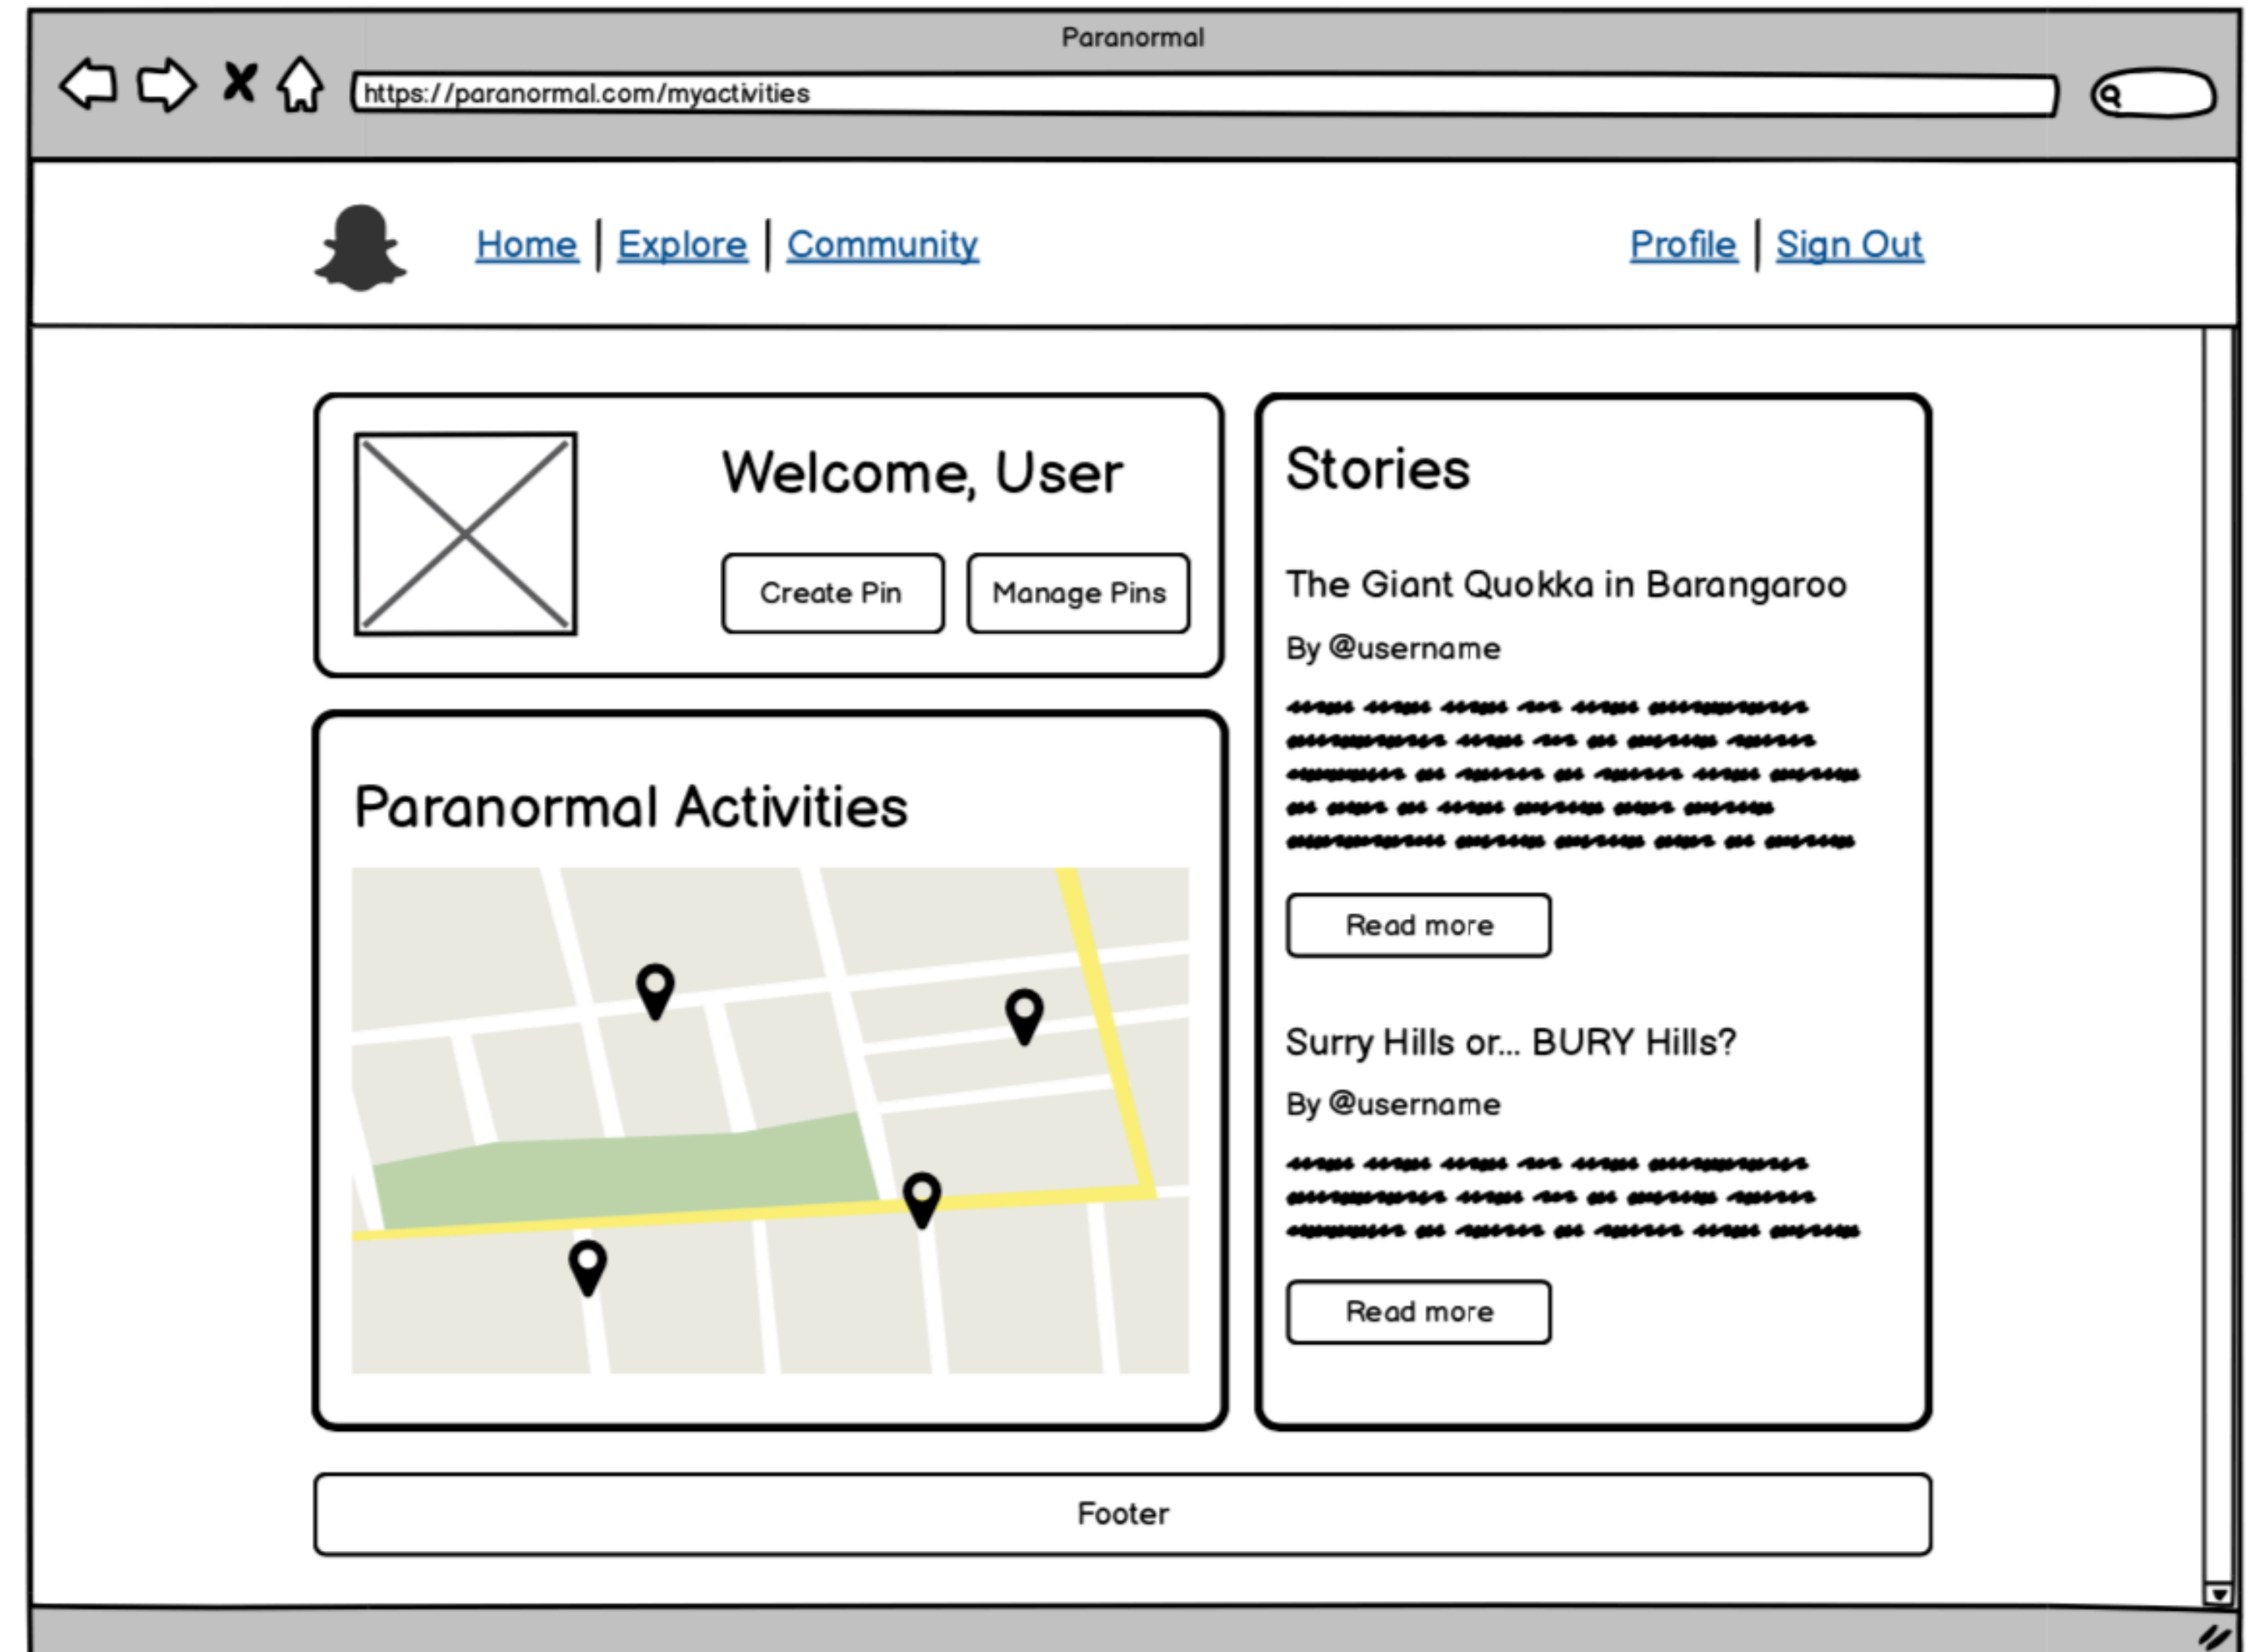 Paranormal
https://paranormal.com/myactivities
Home | Explore | Community
Profile | Sign Out
Welcome, User
Create Pin
Manage Pins
Paranormal Activities
Stories
The Giant Quokka in Barangaroo
By @username
Read more
Surry Hills or... BURY Hills?
By @username
Read more
Footer